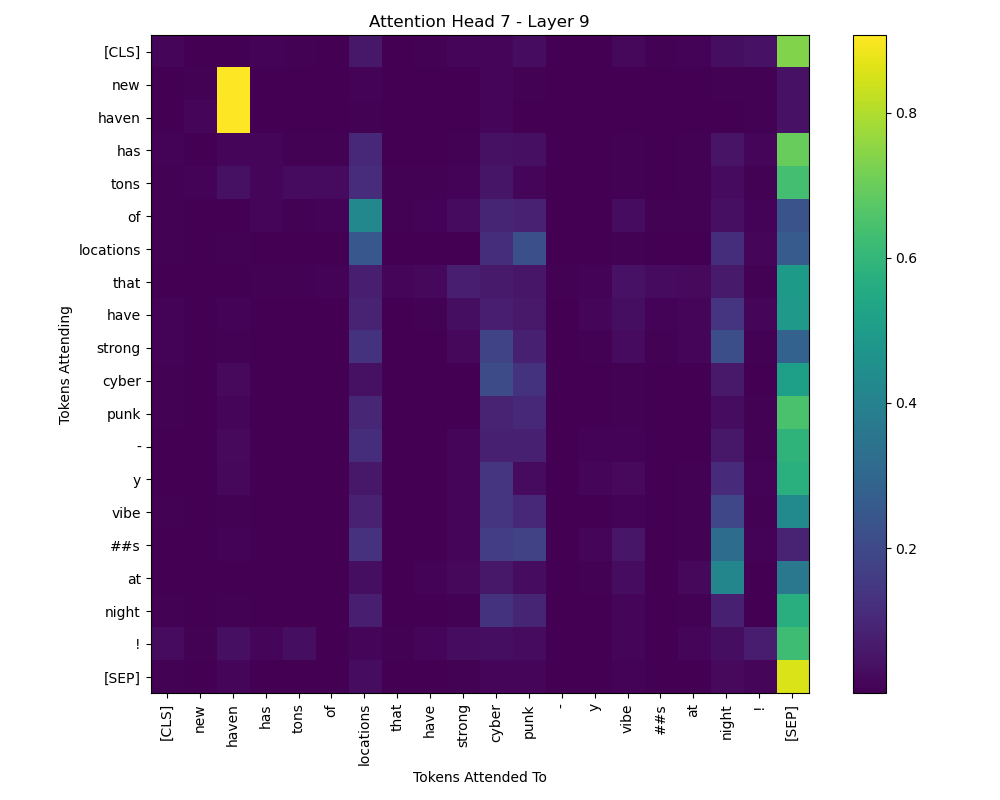 Attention Head 7 - Layer 9
Tokens Attending
[CLS]
new
haven
has
tons
of
locations
that
have
strong
cyber
punk
-
y
vibe
##s
at
night
!
[SEP]
[CLS]
new
haven
has
tons
of
locations
that
have
strong
cyber
punk
-
y
vibe
##s
at
night
!
[SEP]
Tokens Attended To
0.8
0.6
0.4
0.2